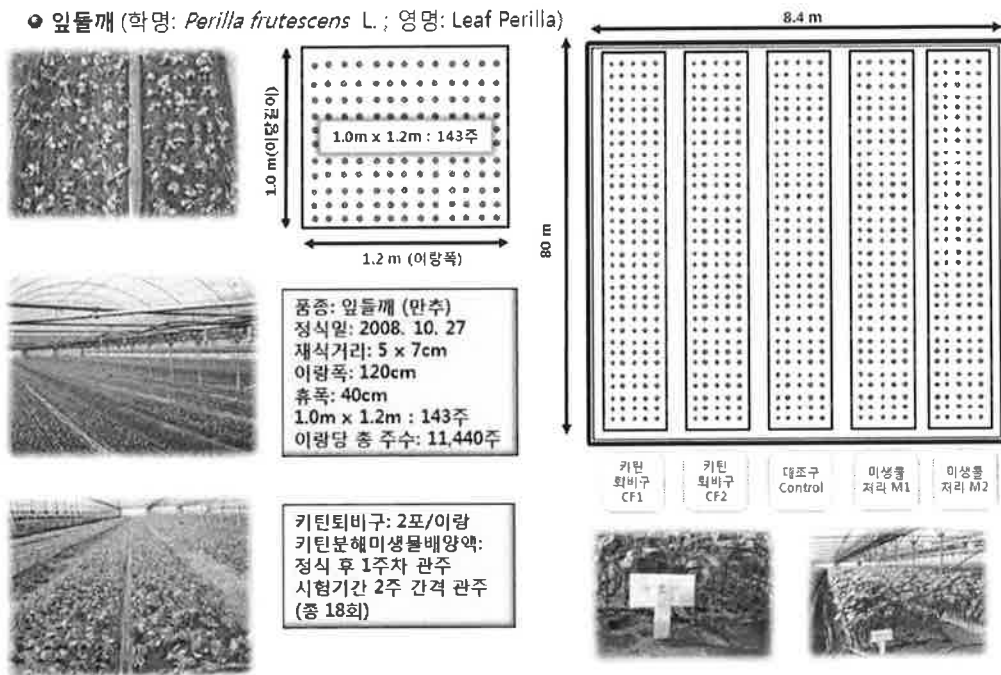 잎들깨 (학명: Perilla frutescens L. ; 영명: Leaf Perilla)
1.0 m(이랑길이)
1.0m x 1.2m : 143주
1.2 m (이랑폭)
8.4 m
80 m
품종: 잎들깨 (만추)
정식일: 2008. 10. 27
재식거리: 5 x 7cm
이랑폭: 120cm
휴폭: 40cm
1.0m x 1.2m : 143주
이랑당 총 주수: 11,440주
키틴
퇴비구
CF1
키틴
퇴비구
CF2
대조구
Control
미생물
처리 M1
미생물
처리 M2
키틴퇴비구: 2포/이랑
키틴분해미생물배양액:
정식 후 1주차 관주
시험기간 2주 간격 관주
(총 18회)